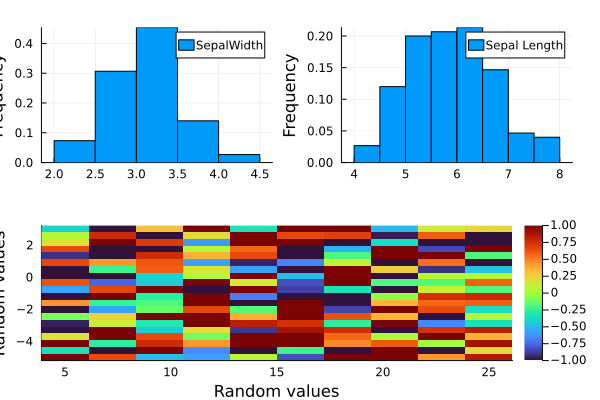 Frequency
0.4
0.3
0.2
0.1
0.0
2.0 2.5 3.0 3.5 4.0 4.5
SepalWidth
Frequency
0.20
0.15
0.10
0.05
0.00
4 5 6 7 8
Sepal Length
Random values
2
0
−2
−4
5 10 15 20 25
Random values
1.00
0.75
0.50
0.25
0
−0.25
−0.50
−0.75
−1.00